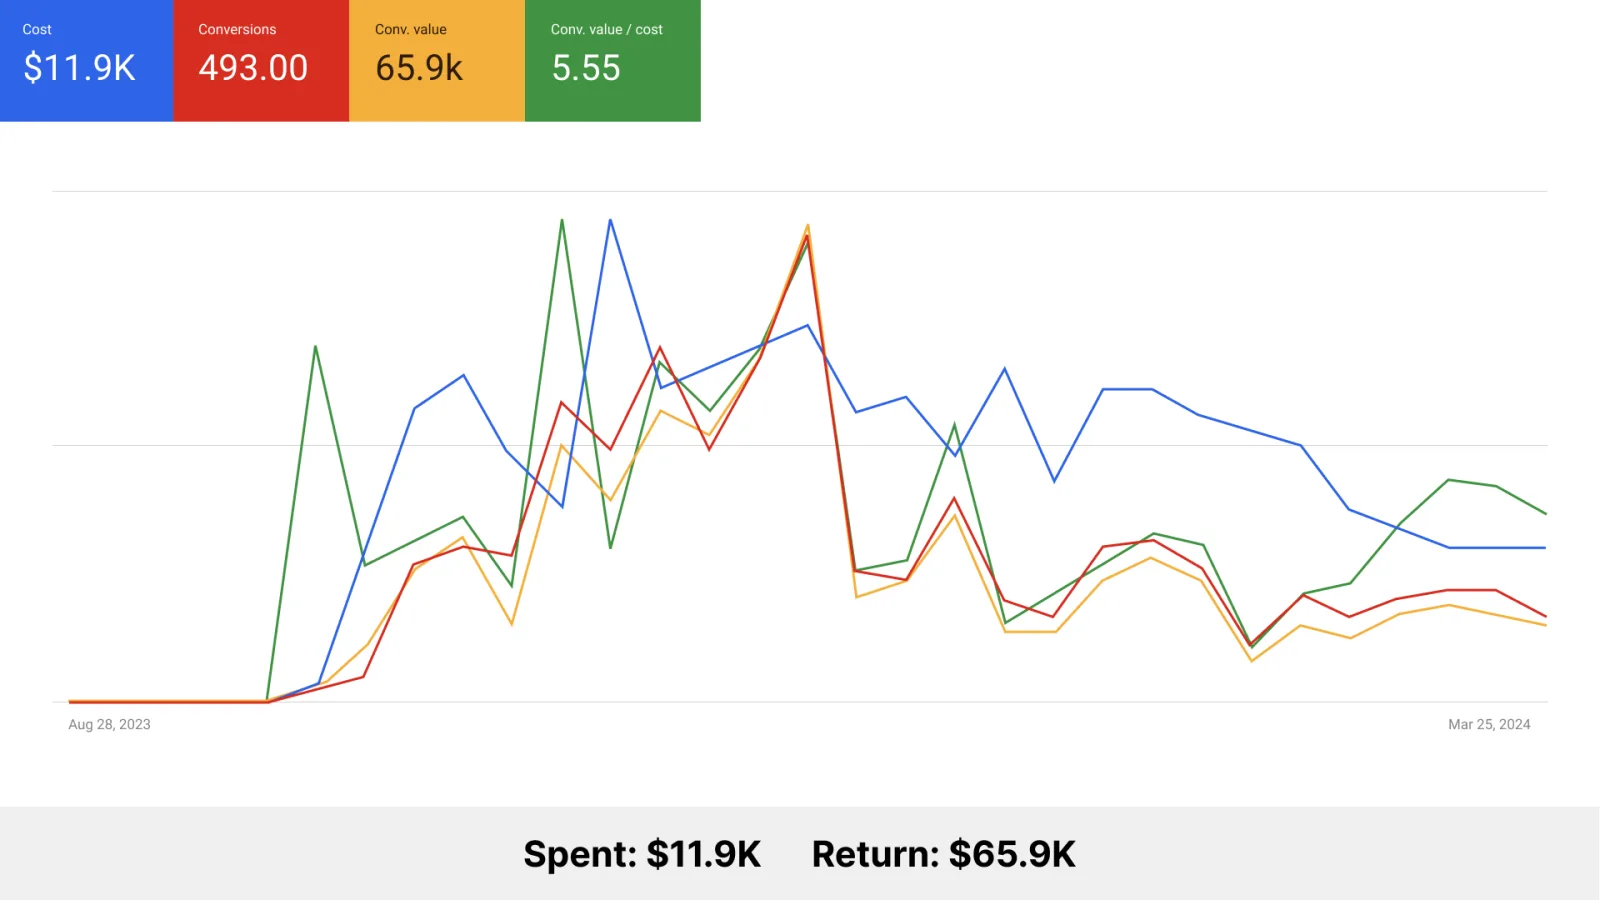 Cost
$11.9K
Conversions
493.00
Conv. value
65.9k
Conv. value / cost
5.55
Aug 28, 2023
Mar 25, 2024
Spent: $11.9K Return: $65.9K